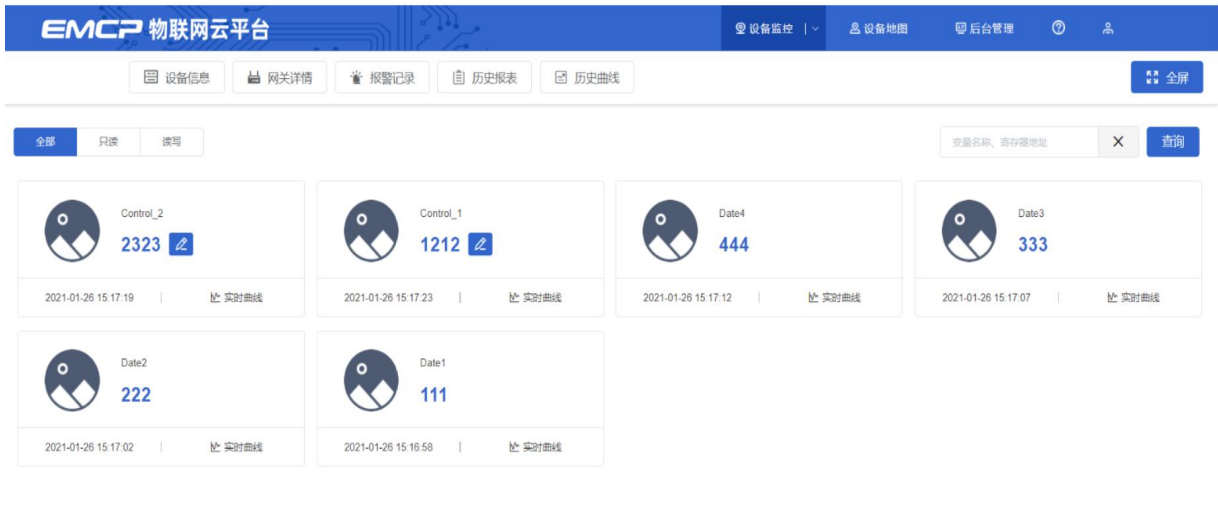 EMCP 物联网云平台 设备监控 设备地图 后台管理
设备信息 网关详情 报警记录 历史报表 历史曲线 全屏
全部 只读 读写 变量名称、寄存器地址 查询
Control_2 Control_1 Date4 Date3
2323 1212 444 333
2021-01-26 15:17:19 实时曲线 2021-01-26 15:17:23 实时曲线 2021-01-26 15:17:12 实时曲线 2021-01-26 15:17:07 实时曲线
Date2 Date1
222 111
2021-01-26 15:17:02 实时曲线 2021-01-26 15:16:58 实时曲线